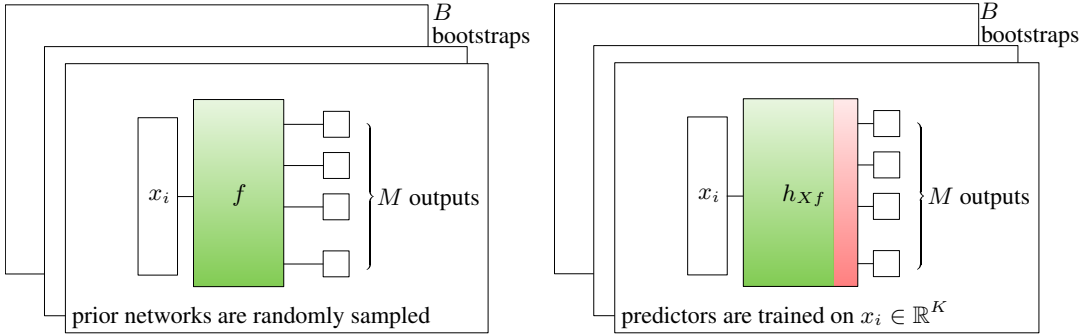 B
bootstraps
x_i
f
M outputs
prior networks are randomly sampled
B
bootstraps
x_i
h_{Xf}
M outputs
predictors are trained on x_i ∈ ℝ^K